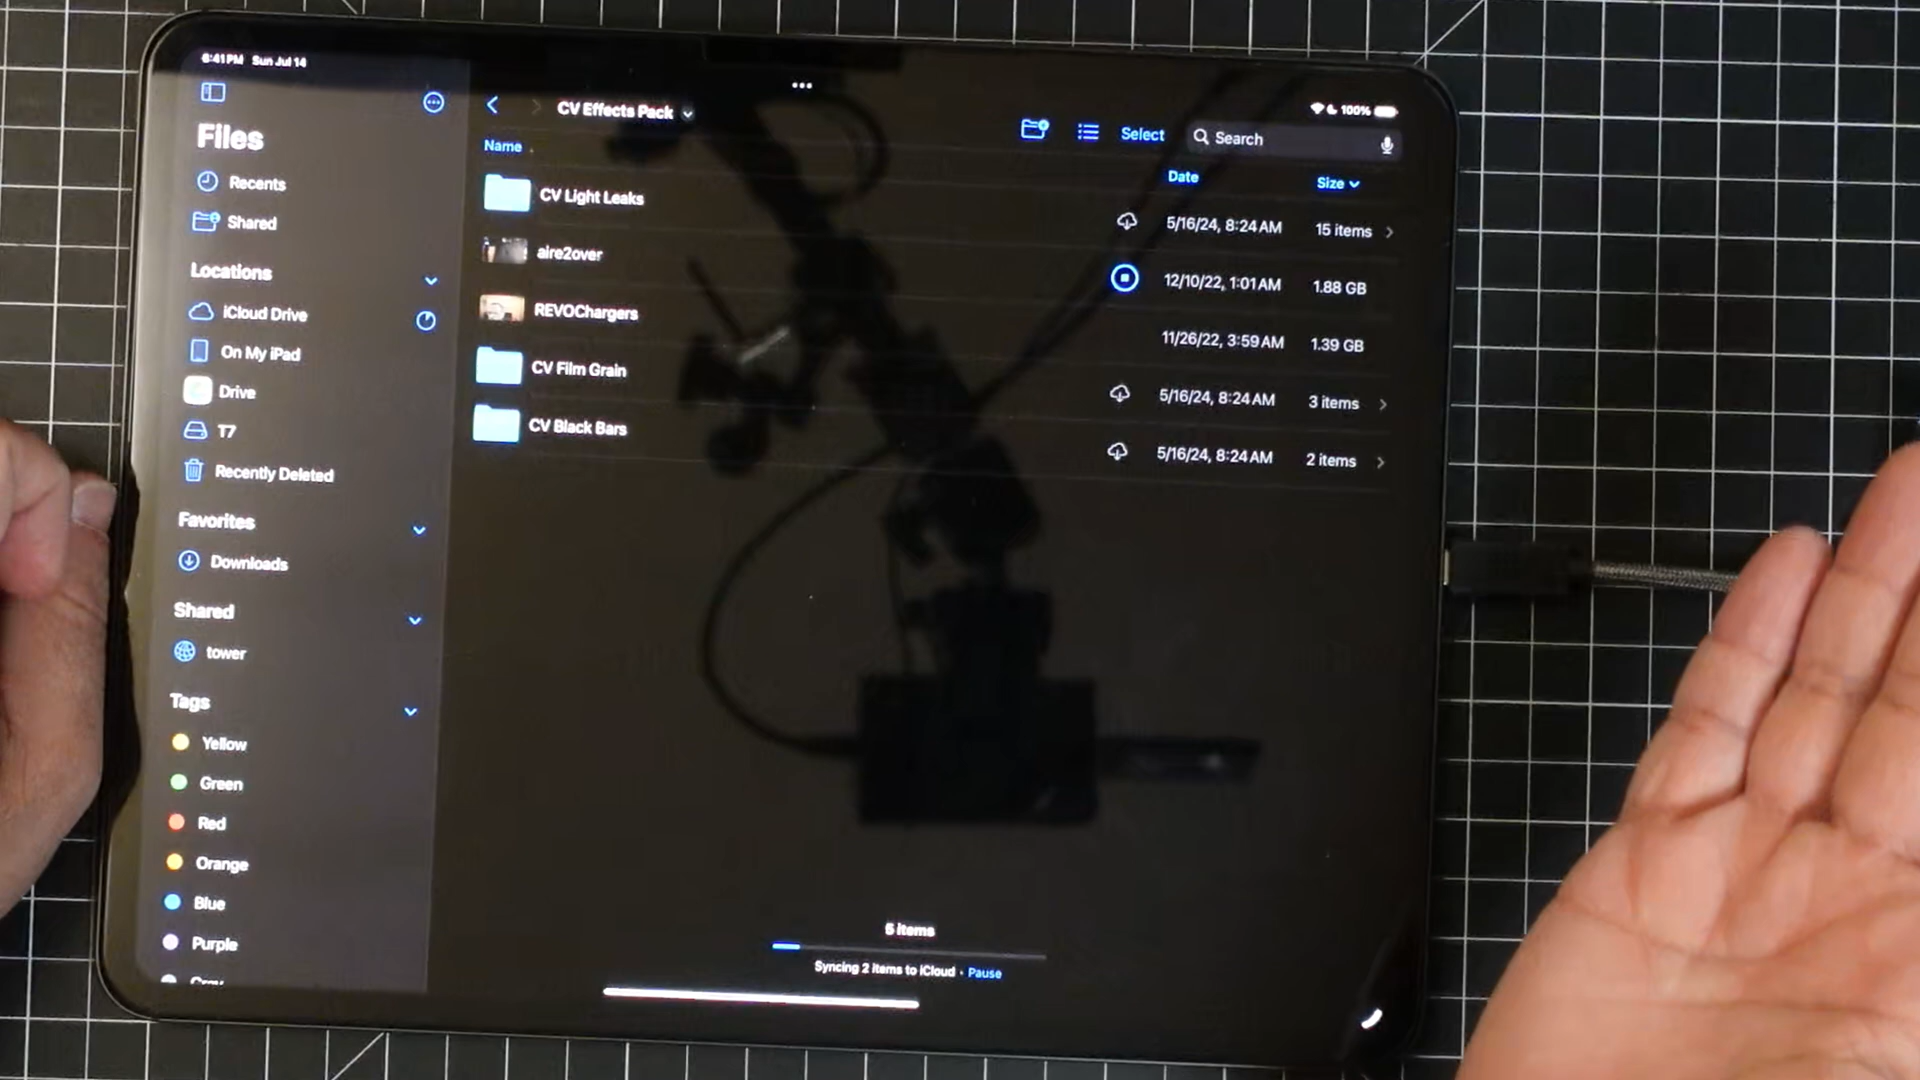 6:41PM Sun Jul 14
100%
Files
Recents
Shared
Locations
iCloud Drive
On My iPad
Drive
T7
Recently Deleted
Favorites
Downloads
Shared
tower
Tags
Yellow
Green
Red
Orange
Blue
Purple
Gray
CV Effects Pack
Select
Search
Name
Date
Size
CV Light Leaks 5/16/24, 8:24 AM 15 items
aire2over 12/10/22, 1:01 AM 1.88 GB
REVOChargers 11/26/22, 3:59 AM 1.39 GB
CV Film Grain 5/16/24, 8:24 AM 3 items
CV Black Bars 5/16/24, 8:24 AM 2 items
5 items
Syncing 2 items to iCloud · Pause